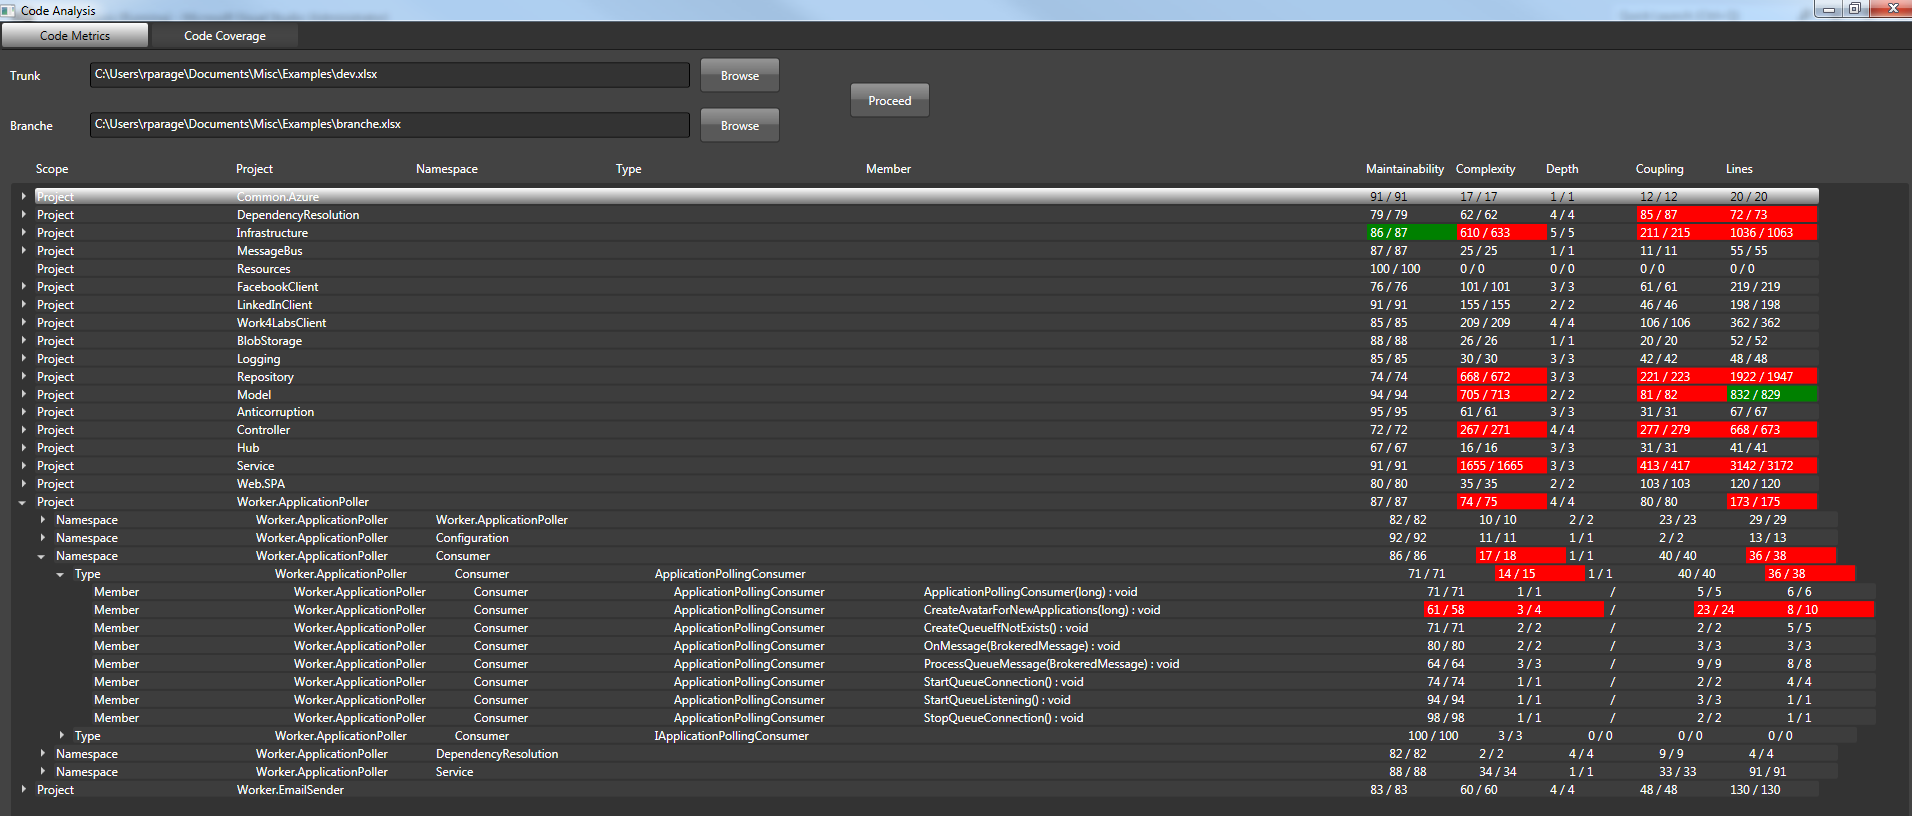 Code Analysis
Code Metrics Code Coverage
Trunk C:\Users\rparage\Documents\Misc\Examples\dev.xlsx Browse
Proceed
Branche C:\Users\rparage\Documents\Misc\Examples\branche.xlsx Browse
Scope Project Namespace Type Member Maintainability Complexity Depth Coupling Lines
Project Common.Azure 91 / 91 17 / 17 1 / 1 12 / 12 20 / 20
Project DependencyResolution 79 / 79 62 / 62 4 / 4 85 / 87 72 / 73
Project Infrastructure 86 / 87 610 / 633 5 / 5 211 / 215 1036 / 1063
Project MessageBus 87 / 87 25 / 25 1 / 1 11 / 11 55 / 55
Project Resources 100 / 100 0 / 0 0 / 0 0 / 0 0 / 0
Project FacebookClient 76 / 76 101 / 101 3 / 3 61 / 61 219 / 219
Project LinkedInClient 91 / 91 155 / 155 2 / 2 46 / 46 198 / 198
Project Work4LabsClient 85 / 85 209 / 209 4 / 4 106 / 106 362 / 362
Project BlobStorage 88 / 88 26 / 26 1 / 1 20 / 20 52 / 52
Project Logging 85 / 85 30 / 30 3 / 3 42 / 42 48 / 48
Project Repository 74 / 74 668 / 672 3 / 3 221 / 223 1922 / 1947
Project Model 94 / 94 705 / 713 2 / 2 81 / 82 832 / 829
Project Anticorruption 95 / 95 61 / 61 3 / 3 31 / 31 67 / 67
Project Controller 72 / 72 267 / 271 4 / 4 277 / 279 668 / 673
Project Hub 67 / 67 16 / 16 3 / 3 31 / 31 41 / 41
Project Service 91 / 91 1655 / 1665 3 / 3 413 / 417 3142 / 3172
Project Web.SPA 80 / 80 35 / 35 2 / 2 103 / 103 120 / 120
Project Worker.ApplicationPoller 87 / 87 74 / 75 4 / 4 80 / 80 173 / 175
Namespace Worker.ApplicationPoller Worker.ApplicationPoller 82 / 82 10 / 10 2 / 2 23 / 23 29 / 29
Namespace Worker.ApplicationPoller Configuration 92 / 92 11 / 11 1 / 1 2 / 2 13 / 13
Namespace Worker.ApplicationPoller Consumer 86 / 86 17 / 18 1 / 1 40 / 40 36 / 38
Type Worker.ApplicationPoller Consumer ApplicationPollingConsumer 71 / 71 14 / 15 1 / 1 40 / 40 36 / 38
Member Worker.ApplicationPoller Consumer ApplicationPollingConsumer ApplicationPollingConsumer(long) : void 71 / 71 1 / 1 / 5 / 5 6 / 6
Member Worker.ApplicationPoller Consumer ApplicationPollingConsumer CreateAvatarForNewApplications(long) : void 61 / 58 3 / 4 / 23 / 24 8 / 10
Member Worker.ApplicationPoller Consumer ApplicationPollingConsumer CreateQueueIfNotExists() : void 71 / 71 2 / 2 / 2 / 2 5 / 5
Member Worker.ApplicationPoller Consumer ApplicationPollingConsumer OnMessage(BrokeredMessage) : void 80 / 80 2 / 2 / 3 / 3 3 / 3
Member Worker.ApplicationPoller Consumer ApplicationPollingConsumer ProcessQueueMessage(BrokeredMessage) : void 64 / 64 3 / 3 / 9 / 9 8 / 8
Member Worker.ApplicationPoller Consumer ApplicationPollingConsumer StartQueueConnection() : void 74 / 74 1 / 1 / 2 / 2 4 / 4
Member Worker.ApplicationPoller Consumer ApplicationPollingConsumer StartQueueListening() : void 94 / 94 1 / 1 / 3 / 3 1 / 1
Member Worker.ApplicationPoller Consumer ApplicationPollingConsumer StopQueueConnection() : void 98 / 98 1 / 1 / 2 / 2 1 / 1
Type Worker.ApplicationPoller Consumer IApplicationPollingConsumer 100 / 100 3 / 3 0 / 0 0 / 0 0 / 0
Namespace Worker.ApplicationPoller DependencyResolution 82 / 82 2 / 2 4 / 4 9 / 9 4 / 4
Namespace Worker.ApplicationPoller Service 88 / 88 34 / 34 1 / 1 33 / 33 91 / 91
Project Worker.EmailSender 83 / 83 60 / 60 4 / 4 48 / 48 130 / 130